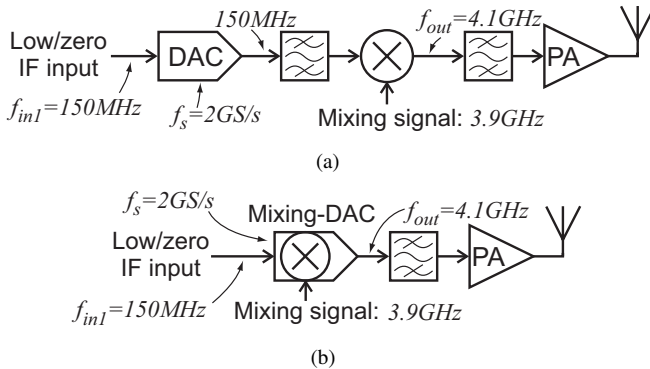 150MHz
f_out=4.1GHz
Low/zero
IF input
DAC
PA
f_in1=150MHz
f_s=2GS/s
Mixing signal: 3.9GHz
(a)
f_s=2GS/s
Mixing-DAC
f_out=4.1GHz
Low/zero
IF input
PA
f_in1=150MHz
Mixing signal: 3.9GHz
(b)